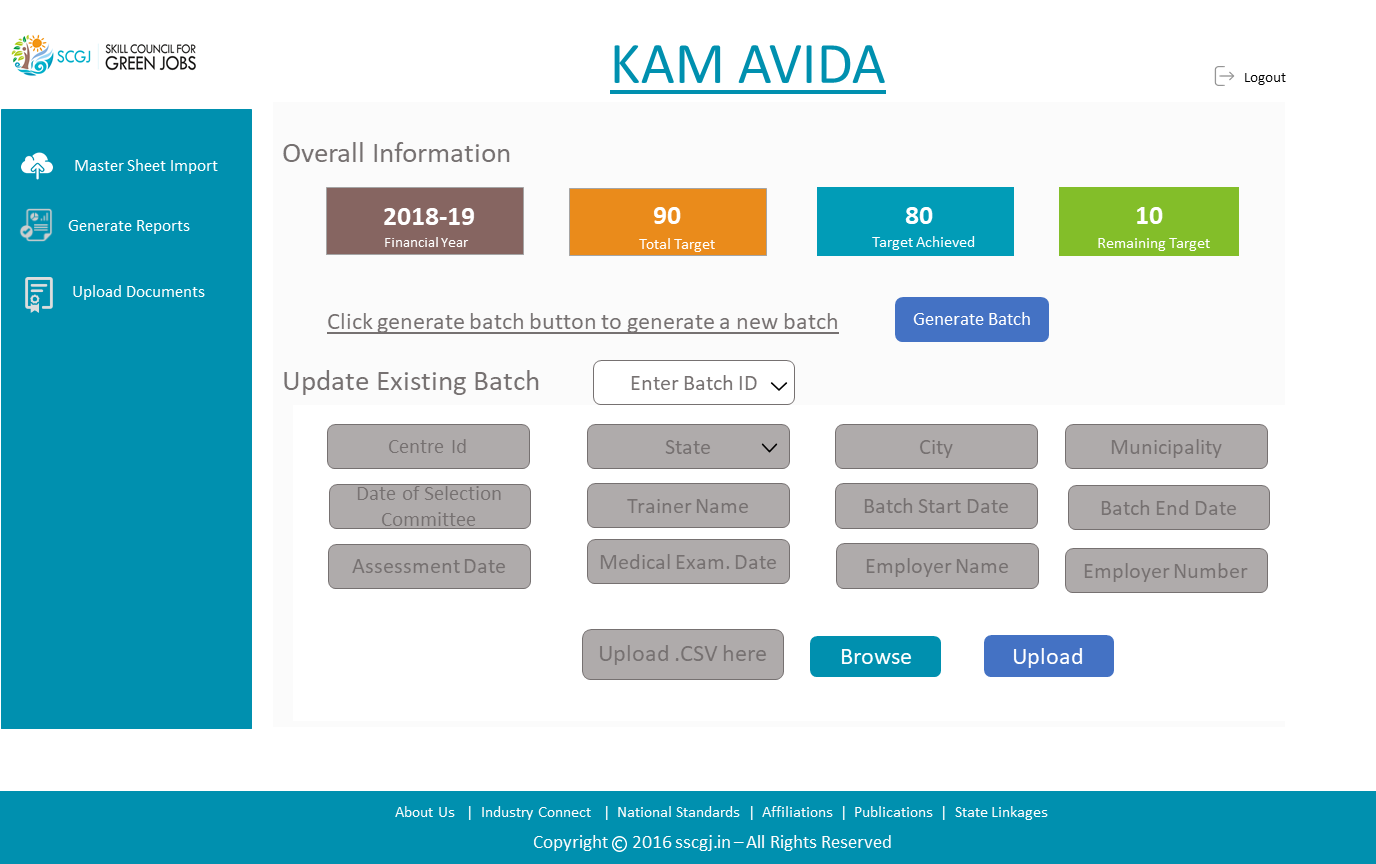 SCGJ
SKILL COUNCIL FOR
GREEN JOBS
KAM AVIDA
Logout
Master Sheet Import
Generate Reports
Upload Documents
Overall Information
2018-19
Financial Year
90
Total Target
80
Target Achieved
10
Remaining Target
Click generate batch button to generate a new batch
Generate Batch
Update Existing Batch
Enter Batch ID
Centre Id
State
City
Municipality
Date of Selection
Committee
Trainer Name
Batch Start Date
Batch End Date
Assessment Date
Medical Exam. Date
Employer Name
Employer Number
Upload .CSV here
Browse
Upload
About Us | Industry Connect | National Standards | Affiliations | Publications | State Linkages
Copyright © 2016 sscgj.in – All Rights Reserved